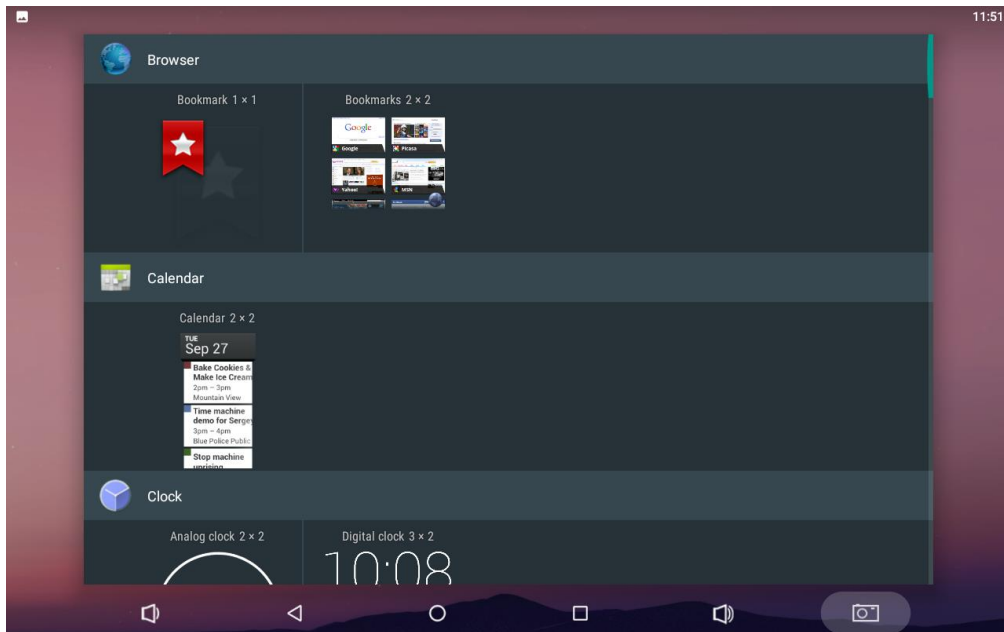 11:51
Browser
Bookmark 1 × 1
Bookmarks 2 × 2
Google
Google
Picasa
Yahoo!
MSN
Calendar
Calendar 2 × 2
TUE
Sep 27
Bake Cookies &
Make Ice Cream
2pm – 3pm
Mountain View
Time machine
demo for Sergey
3pm – 4pm
Blue Police Public
Stop machine
uprising
Clock
Analog clock 2 × 2
Digital clock 3 × 2
10:08